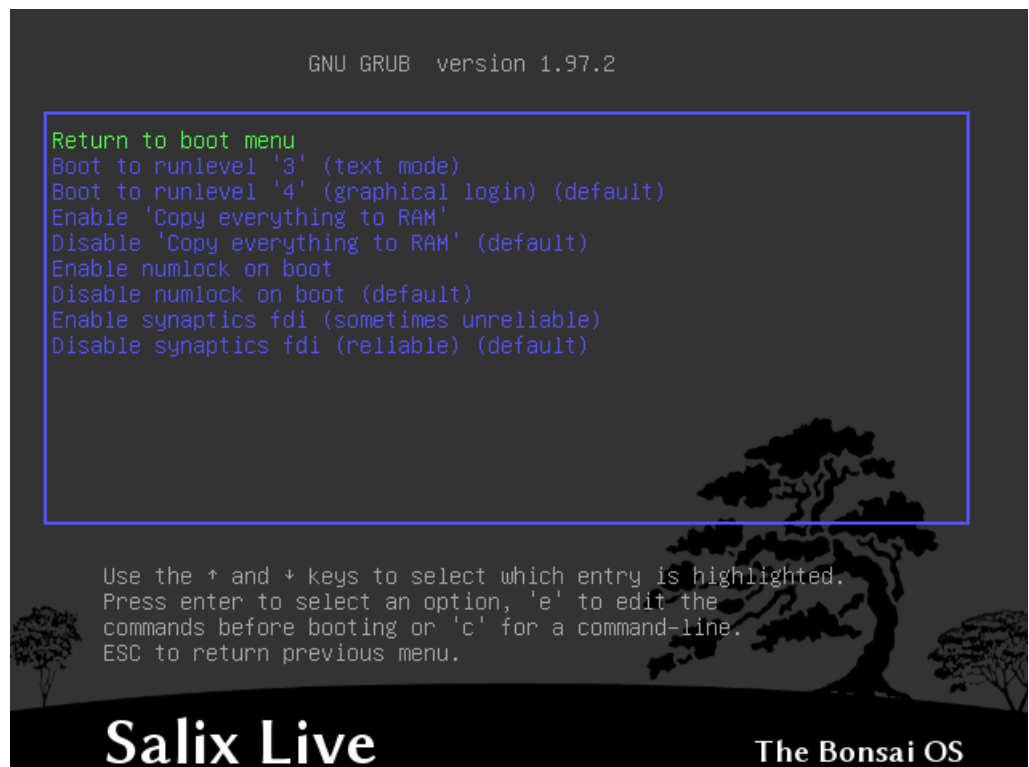 GNU GRUB  version 1.97.2
Return to boot menu
Boot to runlevel '3' (text mode)
Boot to runlevel '4' (graphical login) (default)
Enable 'Copy everything to RAM'
Disable 'Copy everything to RAM' (default)
Enable numlock on boot
Disable numlock on boot (default)
Enable synaptics fdi (sometimes unreliable)
Disable synaptics fdi (reliable) (default)
Use the ↑ and ↓ keys to select which entry is highlighted.
Press enter to select an option, 'e' to edit the
commands before booting or 'c' for a command-line.
ESC to return previous menu.
Salix Live
The Bonsai OS